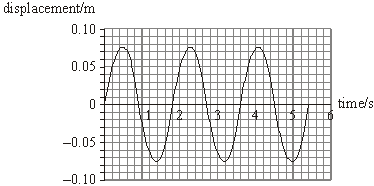 displacement/m
0.10
0.05
0
–0.05
–0.10
1 2 3 4 5 6
time/s